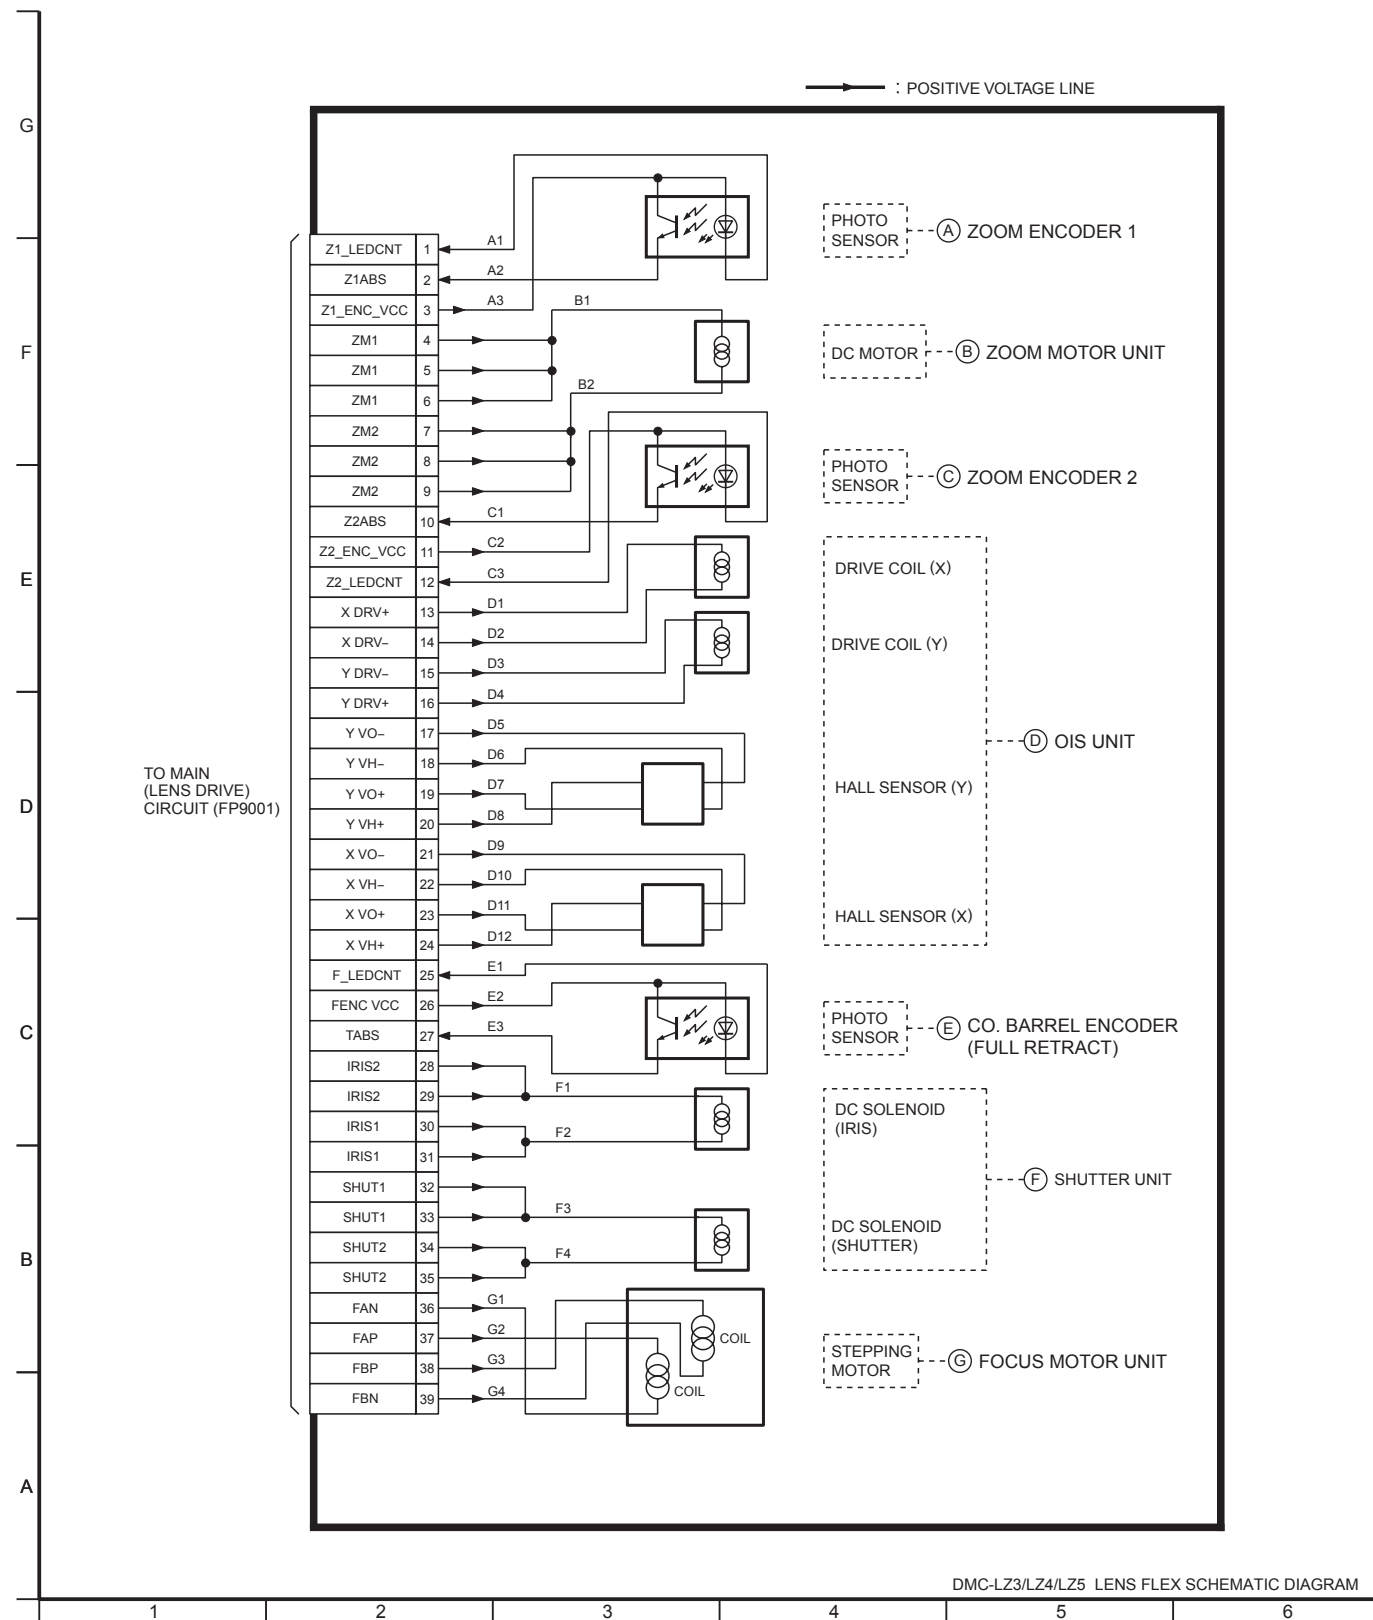 : POSITIVE VOLTAGE LINE
G
F
E
D
C
B
A
TO MAIN
(LENS DRIVE)
CIRCUIT (FP9001)
Z1_LEDCNT 1 A1
Z1ABS 2 A2
Z1_ENC_VCC 3 A3
ZM1 4 B1
ZM1 5
ZM1 6 B2
ZM2 7
ZM2 8
ZM2 9
Z2ABS 10 C1
Z2_ENC_VCC 11 C2
Z2_LEDCNT 12 C3
X DRV+ 13 D1
X DRV– 14 D2
Y DRV– 15 D3
Y DRV+ 16 D4
Y VO– 17 D5
Y VH– 18 D6
Y VO+ 19 D7
Y VH+ 20 D8
X VO– 21 D9
X VH– 22 D10
X VO+ 23 D11
X VH+ 24 D12
F_LEDCNT 25 E1
FENC VCC 26 E2
TABS 27 E3
IRIS2 28
IRIS2 29 F1
IRIS1 30 F2
IRIS1 31
SHUT1 32
SHUT1 33 F3
SHUT2 34 F4
SHUT2 35
FAN 36 G1
FAP 37 G2
FBP 38 G3
FBN 39 G4
COIL
COIL
PHOTO
SENSOR
A ZOOM ENCODER 1
DC MOTOR
B ZOOM MOTOR UNIT
PHOTO
SENSOR
C ZOOM ENCODER 2
DRIVE COIL (X)
DRIVE COIL (Y)
D OIS UNIT
HALL SENSOR (Y)
HALL SENSOR (X)
PHOTO
SENSOR
E CO. BARREL ENCODER
(FULL RETRACT)
DC SOLENOID
(IRIS)
F SHUTTER UNIT
DC SOLENOID
(SHUTTER)
STEPPING
MOTOR
G FOCUS MOTOR UNIT
DMC-LZ3/LZ4/LZ5 LENS FLEX SCHEMATIC DIAGRAM
1 2 3 4 5 6